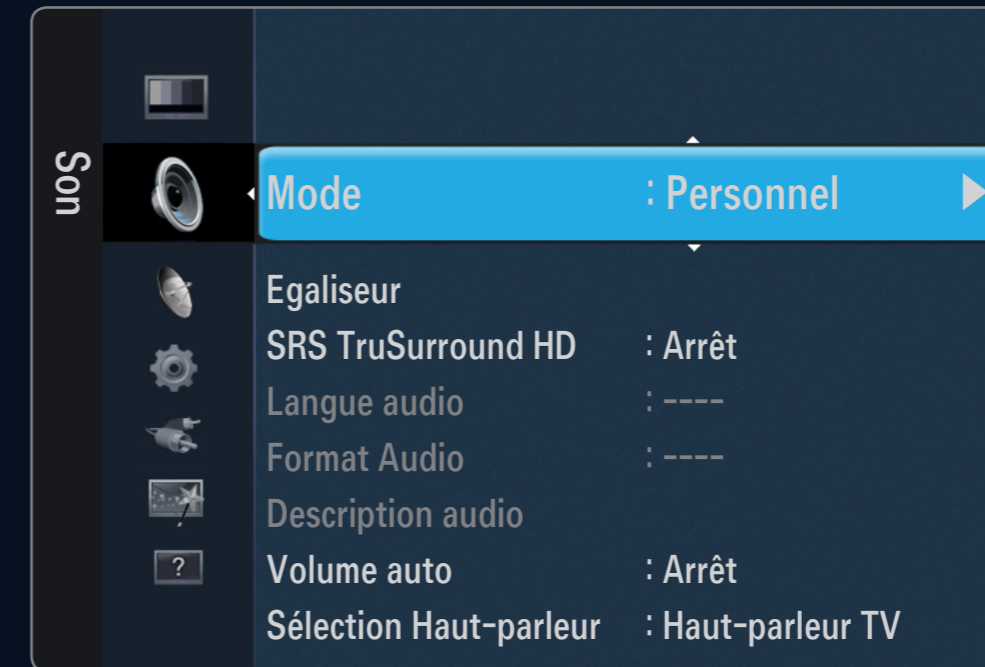 Son
Mode : Personnel
Egaliseur
SRS TruSurround HD : Arrêt
Langue audio : ----
Format Audio : ----
Description audio
Volume auto : Arrêt
Sélection Haut-parleur : Haut-parleur TV
?